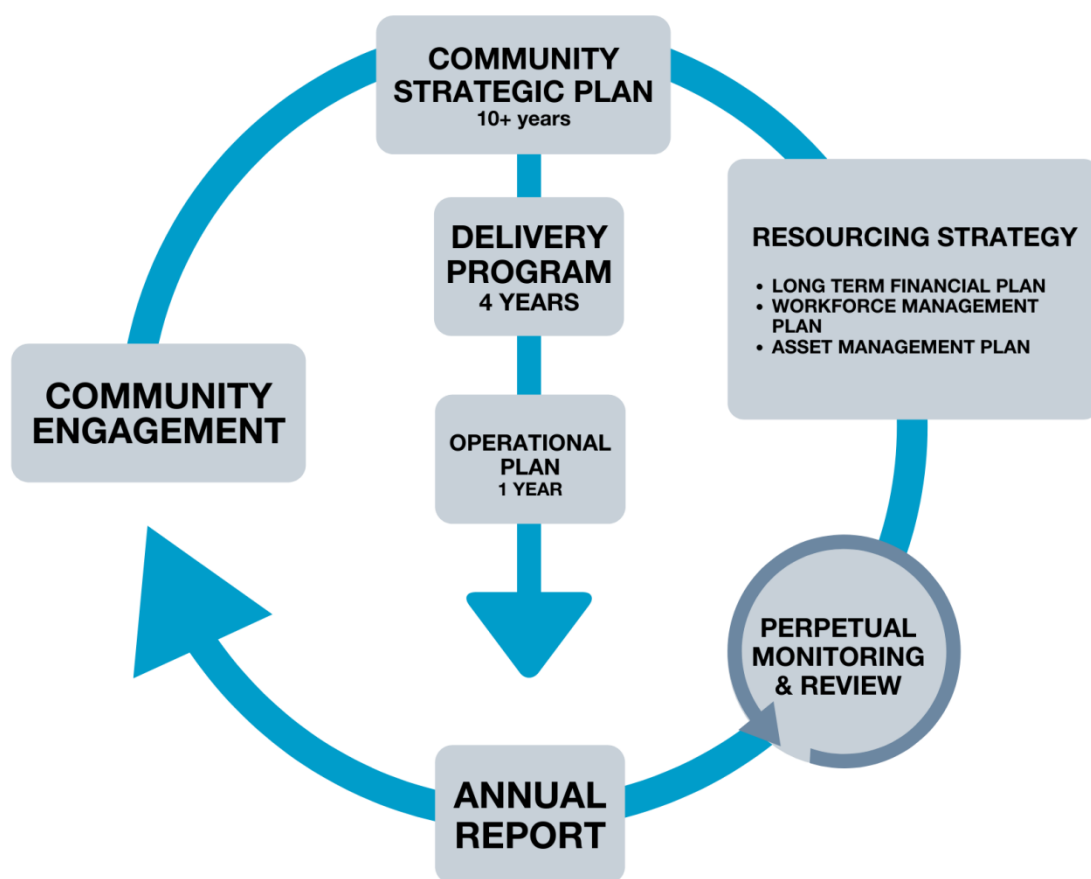 COMMUNITY
STRATEGIC PLAN
10+ years
DELIVERY
PROGRAM
4 YEARS
RESOURCING STRATEGY
• LONG TERM FINANCIAL PLAN
• WORKFORCE MANAGEMENT
PLAN
• ASSET MANAGEMENT PLAN
COMMUNITY
ENGAGEMENT
OPERATIONAL
PLAN
1 YEAR
PERPETUAL
MONITORING
& REVIEW
ANNUAL
REPORT